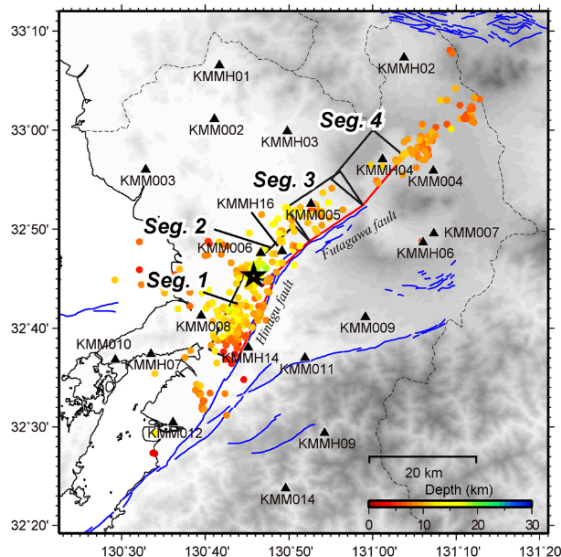 33°10'
KMMH01
KMMH02
KMM002
33°00'
KMMH03
Seg. 4
KMMH04
KMM003
KMM004
Seg. 3
KMMH16
KMM005
32°50'
Seg. 2
Futagawa fault
KMM007
KMM006
KMMH06
Seg. 1
Hinagu fault
32°40'
KMM008
KMM009
KMM010
KMMH07
KMMH14
KMM011
32°30'
KMM012
KMMH09
20 km
KMM014
Depth (km)
0 10 20 30
32°20'
130°30' 130°40' 130°50' 131°00' 131°10' 131°20'